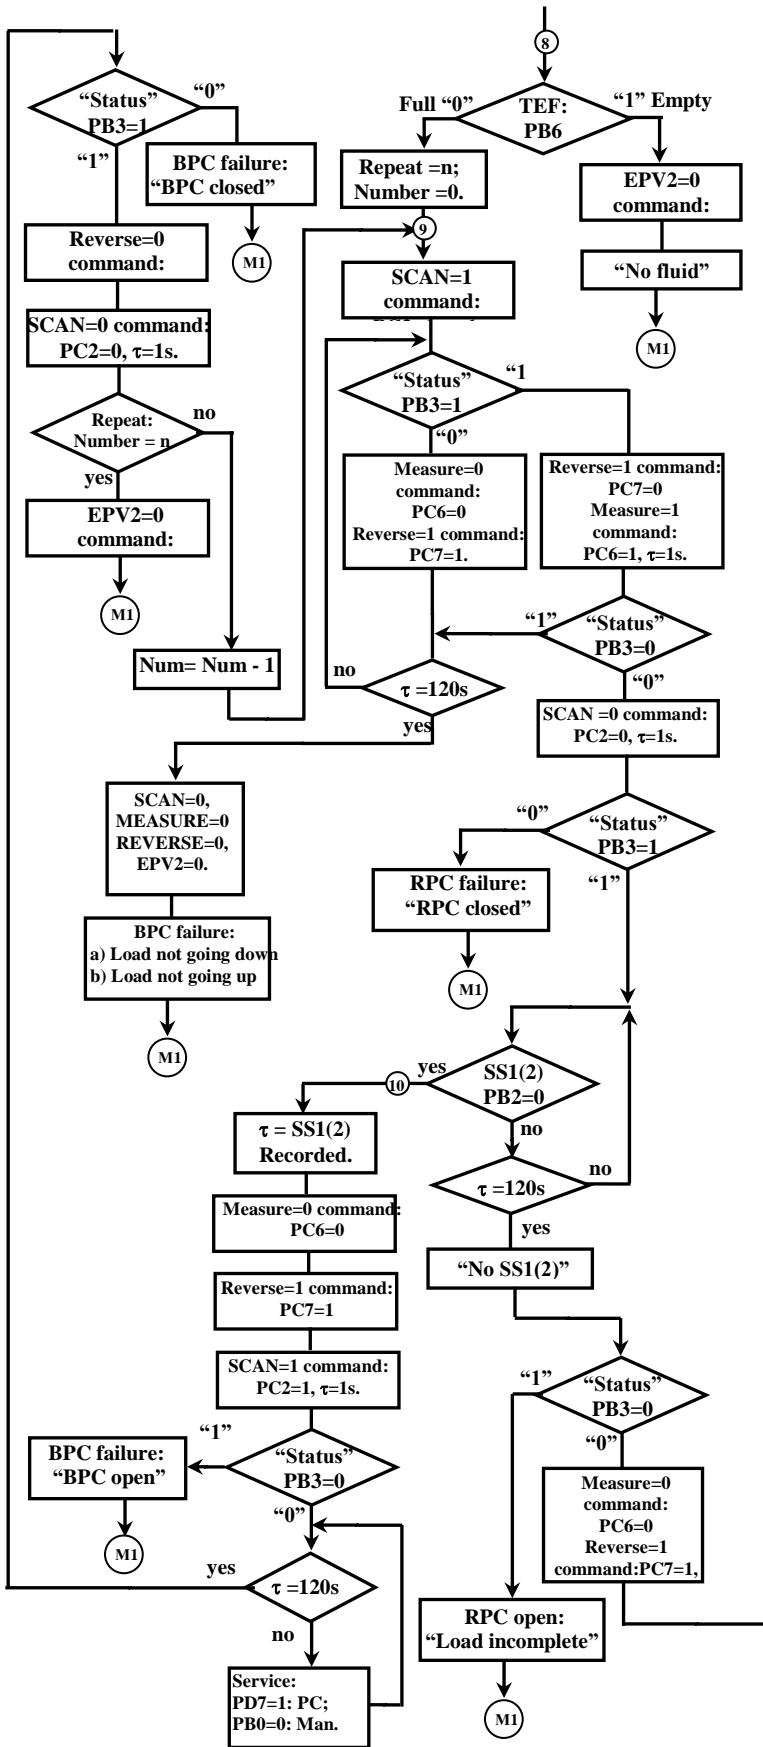 8
TEF:
PB6
Full “0”
“1” Empty
Repeat =n;
Number =0.
EPV2=0
command:
“No fluid”
M1
9
SCAN=1
command:
“Status”
PB3=1
“1
“0”
Measure=0
command:
PC6=0
Reverse=1 command:
PC7=1.
Reverse=1 command:
PC7=0
Measure=1
command:
PC6=1, τ=1s.
“Status”
PB3=0
“1”
“0”
τ =120s
no
yes
SCAN=0,
MEASURE=0
REVERSE=0,
EPV2=0.
BPC failure:
a) Load not going down
b) Load not going up
M1
SCAN =0 command:
PC2=0, τ=1s.
“Status”
PB3=1
“0”
“1”
RPC failure:
“RPC closed”
M1
SS1(2)
PB2=0
yes
no
τ =120s
no
yes
“No SS1(2)”
“Status”
PB3=0
“1”
“0”
Measure=0
command:
PC6=0
Reverse=1
command:PC7=1,
RPC open:
“Load incomplete”
M1
10
τ = SS1(2)
Recorded.
Measure=0 command:
PC6=0
Reverse=1 command:
PC7=1
SCAN=1 command:
PC2=1, τ=1s.
“Status”
PB3=0
“1”
“0”
BPC failure:
“BPC open”
M1
τ =120s
yes
no
Service:
PD7=1: PC;
PB0=0: Man.
“Status”
PB3=1
“0”
“1”
BPC failure:
“BPC closed”
M1
Reverse=0
command:
SCAN=0 command:
PC2=0, τ=1s.
Repeat:
Number = n
no
yes
EPV2=0
command:
M1
Num= Num - 1